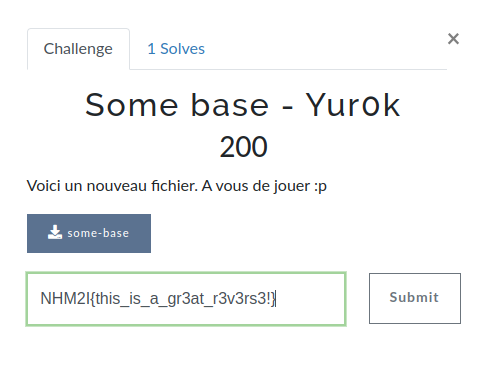 Challenge
1 Solves
×
Some base - Yur0k
200
Voici un nouveau fichier. A vous de jouer :p
some-base
NHM2I{this_is_a_gr3at_r3v3rs3!}
Submit